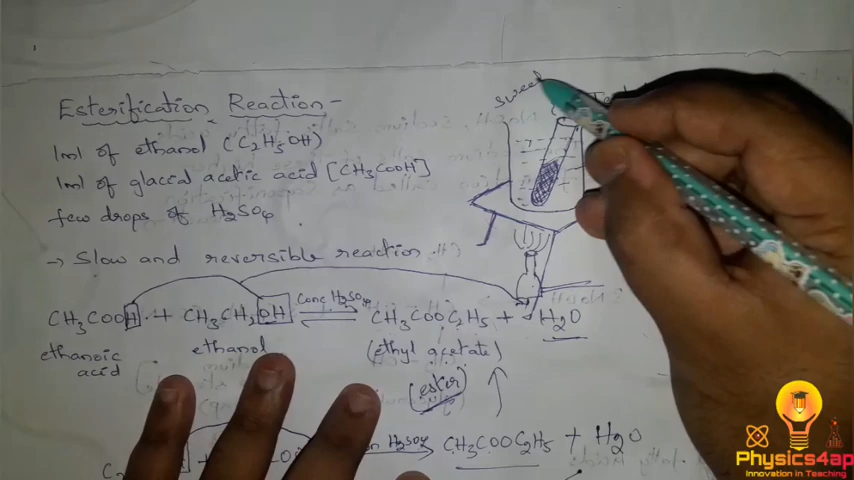 Esterification Reaction -
1ml of ethanol (C2H5OH)
1ml of glacial acetic acid [CH3COOH]
few drops of H2SO4
→ Slow and reversible reaction
sweet
CH3COOH + CH3CH2OH ⇌ CH3COOC2H5 + H2O
conc H2SO4
ethanoic acid
ethanol
(ethyl acetate)
(ester)
H2SO4
CH3COOC2H5 + H2O
Physics4ap
Innovation in Teaching